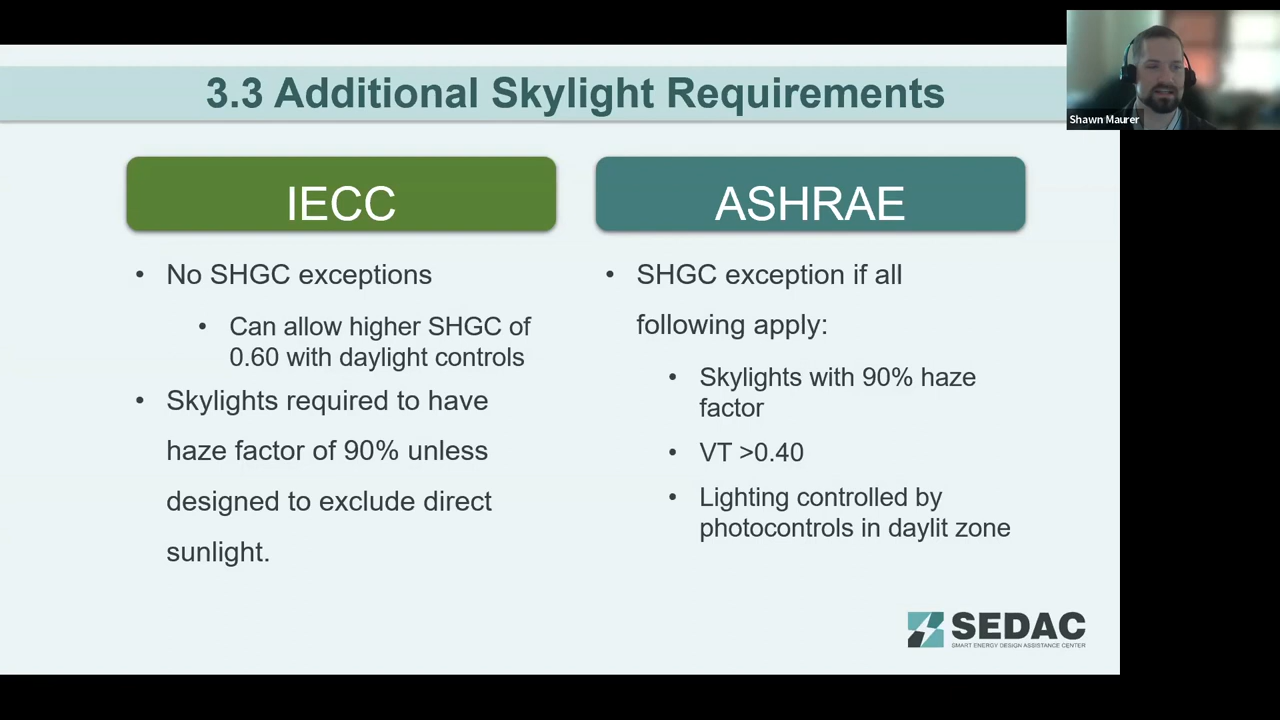 3.3 Additional Skylight Requirements
Shawn Maurer
IECC
• No SHGC exceptions
• Can allow higher SHGC of
0.60 with daylight controls
• Skylights required to have
haze factor of 90% unless
designed to exclude direct
sunlight.
ASHRAE
• SHGC exception if all
following apply:
• Skylights with 90% haze
factor
• VT >0.40
• Lighting controlled by
photocontrols in daylit zone
SEDAC
SMART ENERGY DESIGN ASSISTANCE CENTER